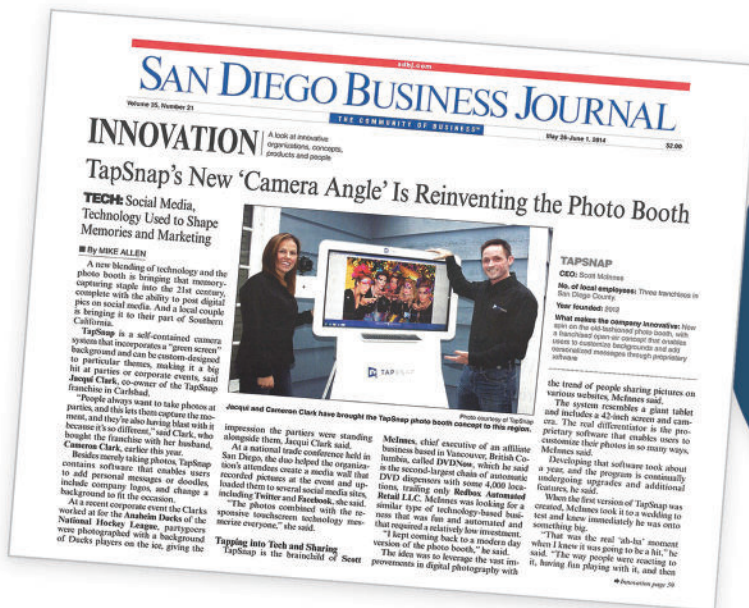 sdbj.com
SAN DIEGO BUSINESS JOURNAL
THE COMMUNITY OF BUSINESS®
Volume 35, Number 21
May 26-June 1, 2014
$2.00
INNOVATION
A look at innovative
organizations, concepts,
products and people
TapSnap's New 'Camera Angle' Is Reinventing the Photo Booth
TECH: Social Media,
Technology Used to Shape
Memories and Marketing
■ By MIKE ALLEN
A new blending of technology and the
photo booth is bringing that memory-
capturing staple into the 21st century,
complete with the ability to post digital
pics on social media. And a local couple
is bringing it to their part of Southern
California.
TapSnap is a self-contained camera
system that incorporates a "green screen"
background and can be custom-designed
to particular themes, making it a big
hit at parties or corporate events, said
Jacqui Clark, co-owner of the TapSnap
franchise in Carlsbad.
"People always want to take photos at
parties, and this lets them capture the mo-
ment, and they're also having blast with it
because it's so different," said Clark, who
bought the franchise with her husband,
Cameron Clark, earlier this year.
Besides merely taking photos, TapSnap
contains software that enables users
to add personal messages or doodles,
include company logos, and change a
background to fit the occasion.
At a recent corporate event the Clarks
worked at for the Anaheim Ducks of the
National Hockey League, partygoers
were photographed with a background
of Ducks players on the ice, giving the
TAPSNAP
Photo courtesy of TapSnap
Jacqui and Cameron Clark have brought the TapSnap photo booth concept to this region.
impression the partiers were standing
alongside them, Jacqui Clark said.
At a national trade conference held in
San Diego, the duo helped the organiza-
tion's attendees create a media wall that
recorded pictures at the event and up-
loaded them to several social media sites,
including Twitter and Facebook, she said.
"The photos combined with the re-
sponsive touchscreen technology mes-
merize everyone," she said.
Tapping into Tech and Sharing
TapSnap is the brainchild of Scott
McInnes, chief executive of an affiliate
business based in Vancouver, British Co-
lumbia, called DVDNow, which he said
is the second-largest chain of automatic
DVD dispensers with some 4,000 loca-
tions, trailing only Redbox Automated
Retail LLC. McInnes was looking for a
similar type of technology-based busi-
ness that was fun and automated and
that required a relatively low investment.
"I kept coming back to a modern day
version of the photo booth," he said.
The idea was to leverage the vast im-
provements in digital photography with
TAPSNAP
CEO: Scott McInnes
No. of local employees: Three franchises in
San Diego County
Year founded: 2012
What makes the company innovative: New
spin on the old-fashioned photo booth, with
a franchised open-air concept that enables
users to customize backgrounds and add
personalized messages through proprietary
software
the trend of people sharing pictures on
various websites, McInnes said.
The system resembles a giant tablet
and includes a 42-inch screen and cam-
era. The real differentiator is the pro-
prietary software that enables users to
customize their photos in so many ways,
McInnes said.
Developing that software took about
a year, and the program is continually
undergoing upgrades and additional
features, he said.
When the first version of TapSnap was
created, McInnes took it to a wedding to
test and knew immediately he was onto
something big.
"That was the real 'ah-ha' moment
when I knew it was going to be a hit," he
said. "The way people were reacting to
it, having fun playing with it, and then
➔Innovation page 39